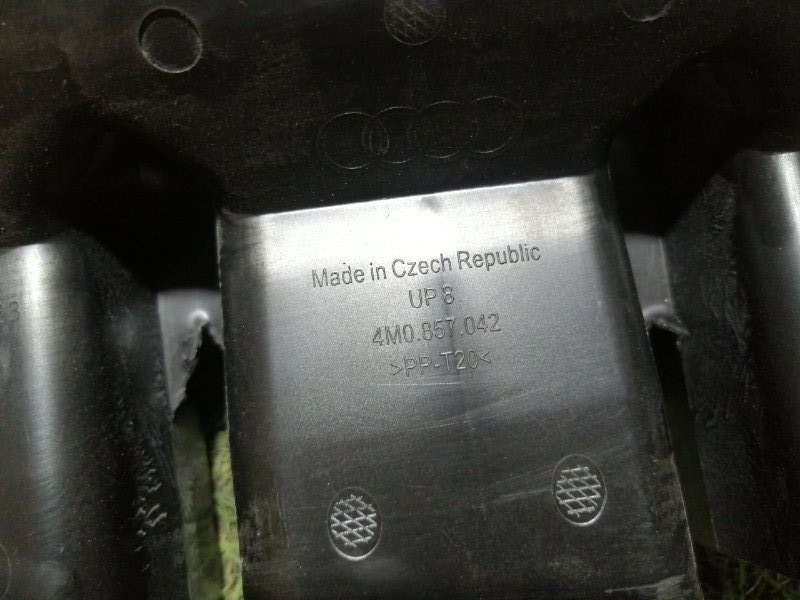 Made in Czech Republic
UP 8
4M0.857.042
>PP-T20<